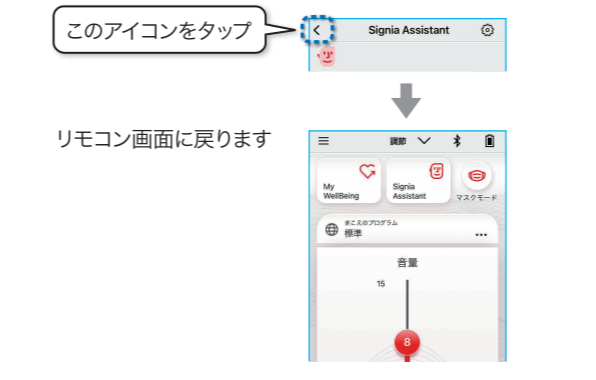 このアイコンをタップ
Signia Assistant
リモコン画面に戻ります
調節
My
WellBeing
Signia
Assistant
マスクモード
きこえのプログラム
標準
音量
15
8